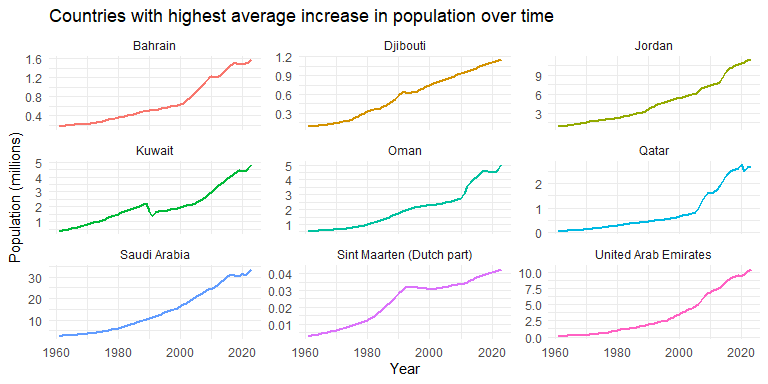 Countries with highest average increase in population over time
Bahrain
Djibouti
Jordan
1.6
1.2
0.8
0.4
1.2
0.9
0.6
0.3
9
6
3
Kuwait
Oman
Qatar
5
4
3
2
1
5
4
3
2
1
2
1
0
Saudi Arabia
Sint Maarten (Dutch part)
United Arab Emirates
30
20
10
0.04
0.03
0.02
0.01
10.0
7.5
5.0
2.5
0.0
1960 1980 2000 2020
1960 1980 2000 2020
1960 1980 2000 2020
Population (millions)
Year